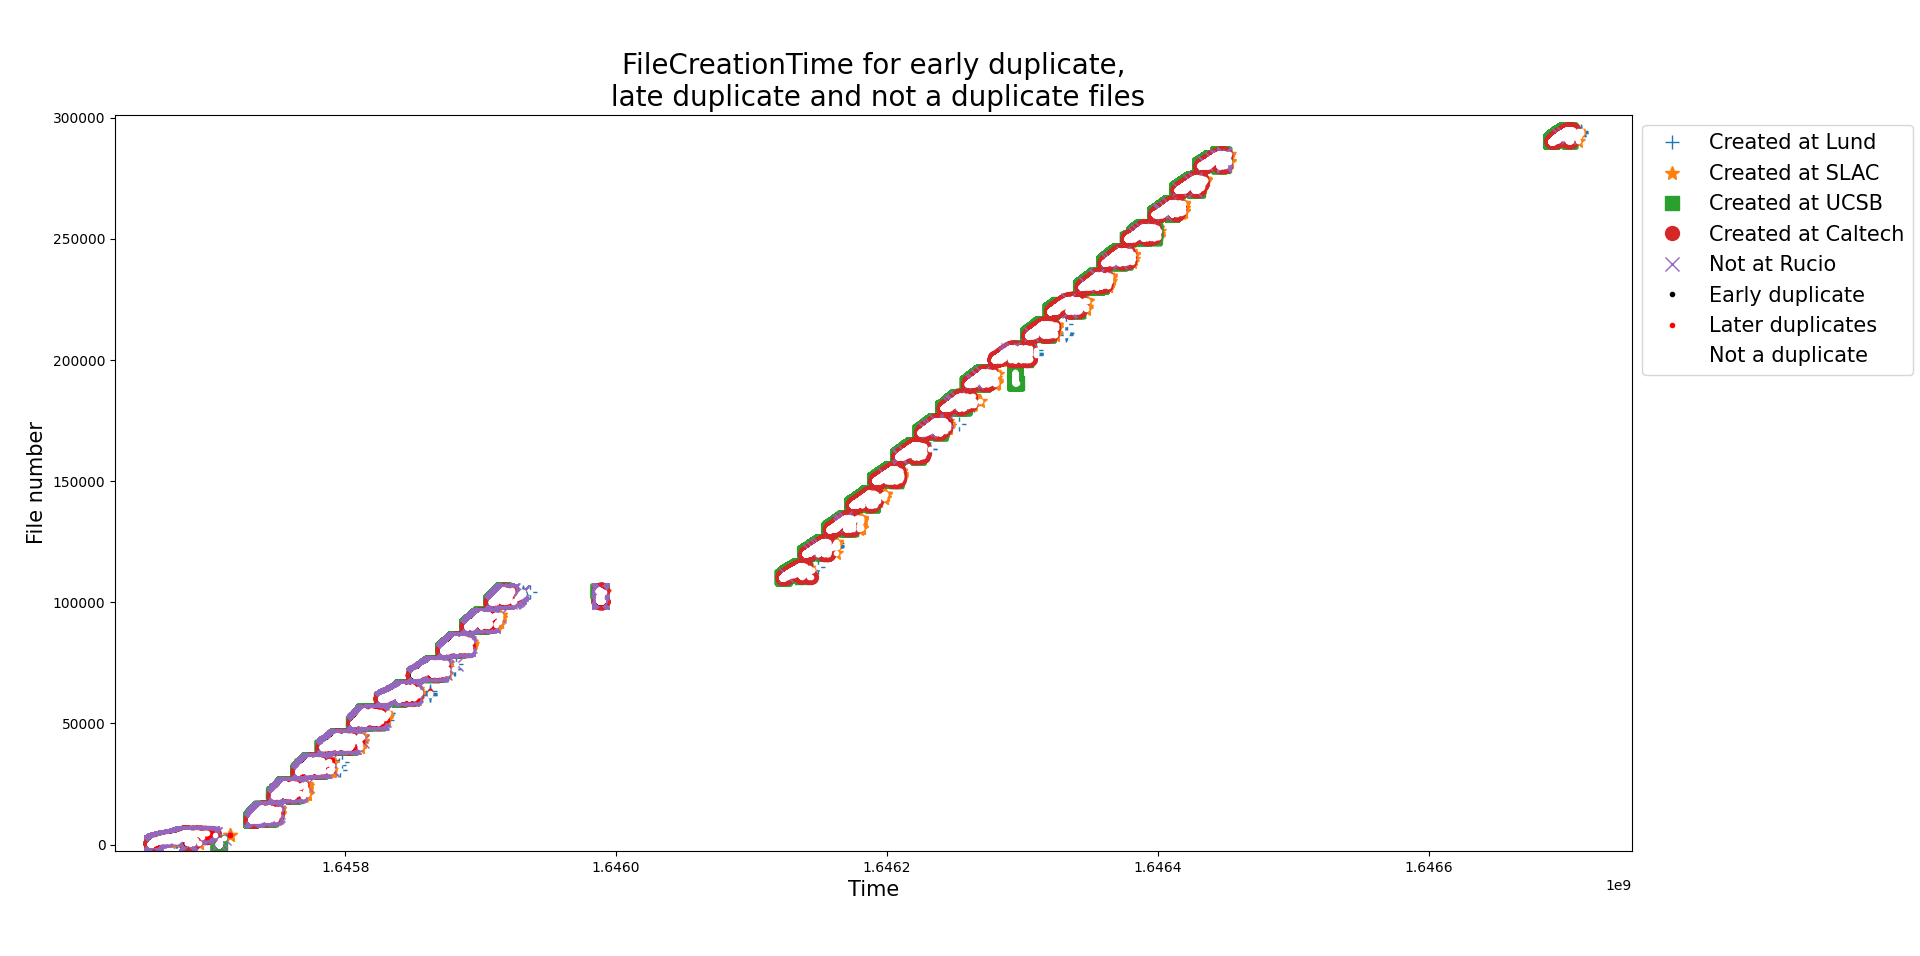 FileCreationTime for early duplicate,
late duplicate and not a duplicate files
300000
250000
200000
150000
100000
50000
0
File number
1.6458
1.6460
1.6462
1.6464
1.6466
1e9
Time
Created at Lund
Created at SLAC
Created at UCSB
Created at Caltech
Not at Rucio
Early duplicate
Later duplicates
Not a duplicate